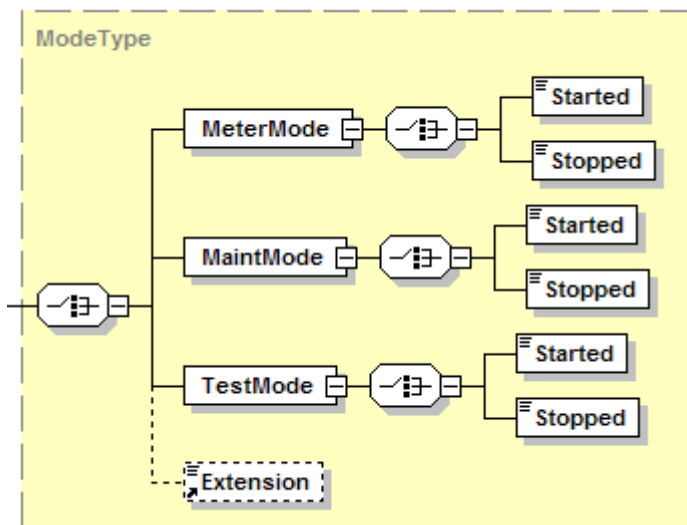 ModeType
MeterMode
Started
Stopped
MaintMode
Started
Stopped
TestMode
Started
Stopped
Extension